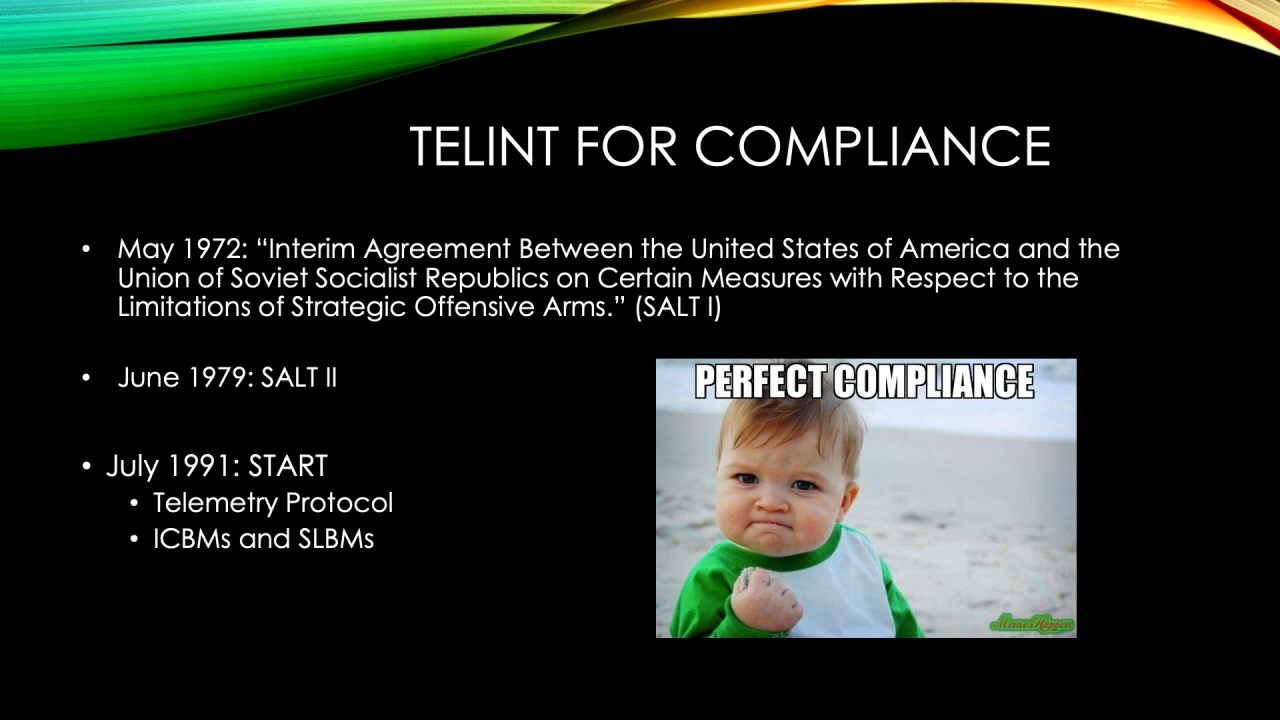 TELINT FOR COMPLIANCE
• May 1972: “Interim Agreement Between the United States of America and the
Union of Soviet Socialist Republics on Certain Measures with Respect to the
Limitations of Strategic Offensive Arms.” (SALT I)
• June 1979: SALT II
PERFECT COMPLIANCE
• July 1991: START
• Telemetry Protocol
• ICBMs and SLBMs
MemesHappen